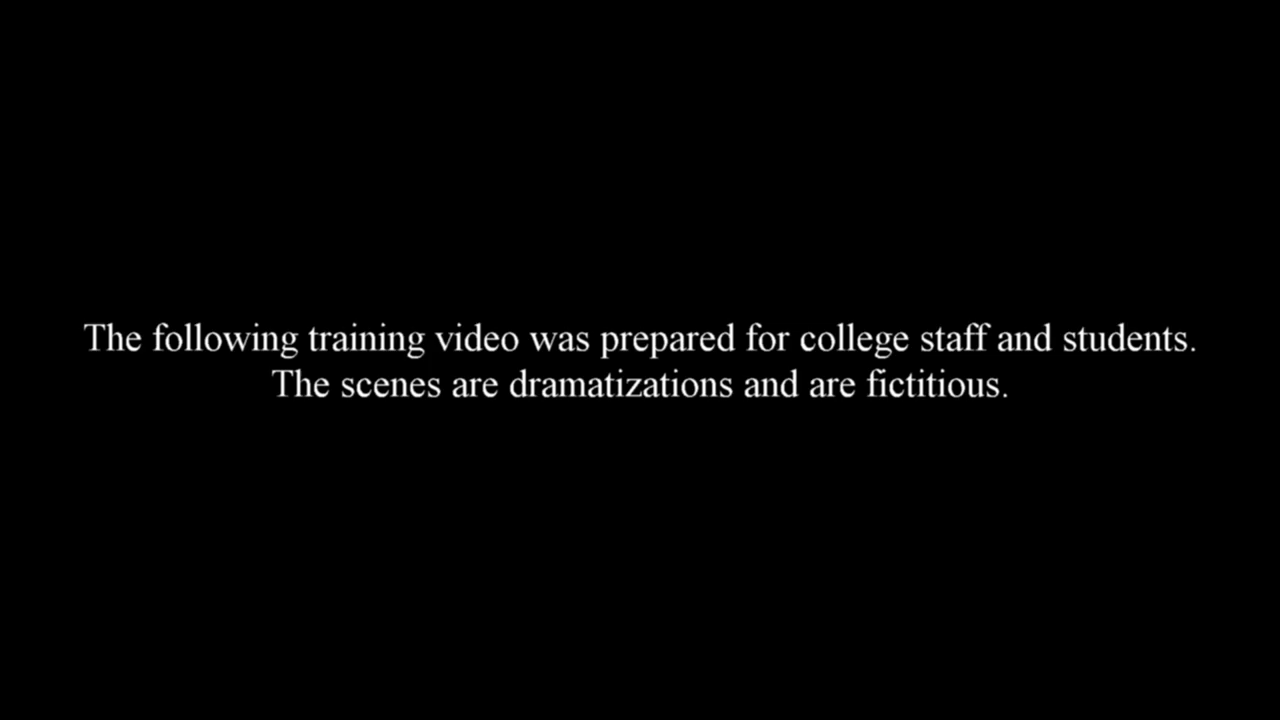 The following training video was prepared for college staff and students.
The scenes are dramatizations and are fictitious.